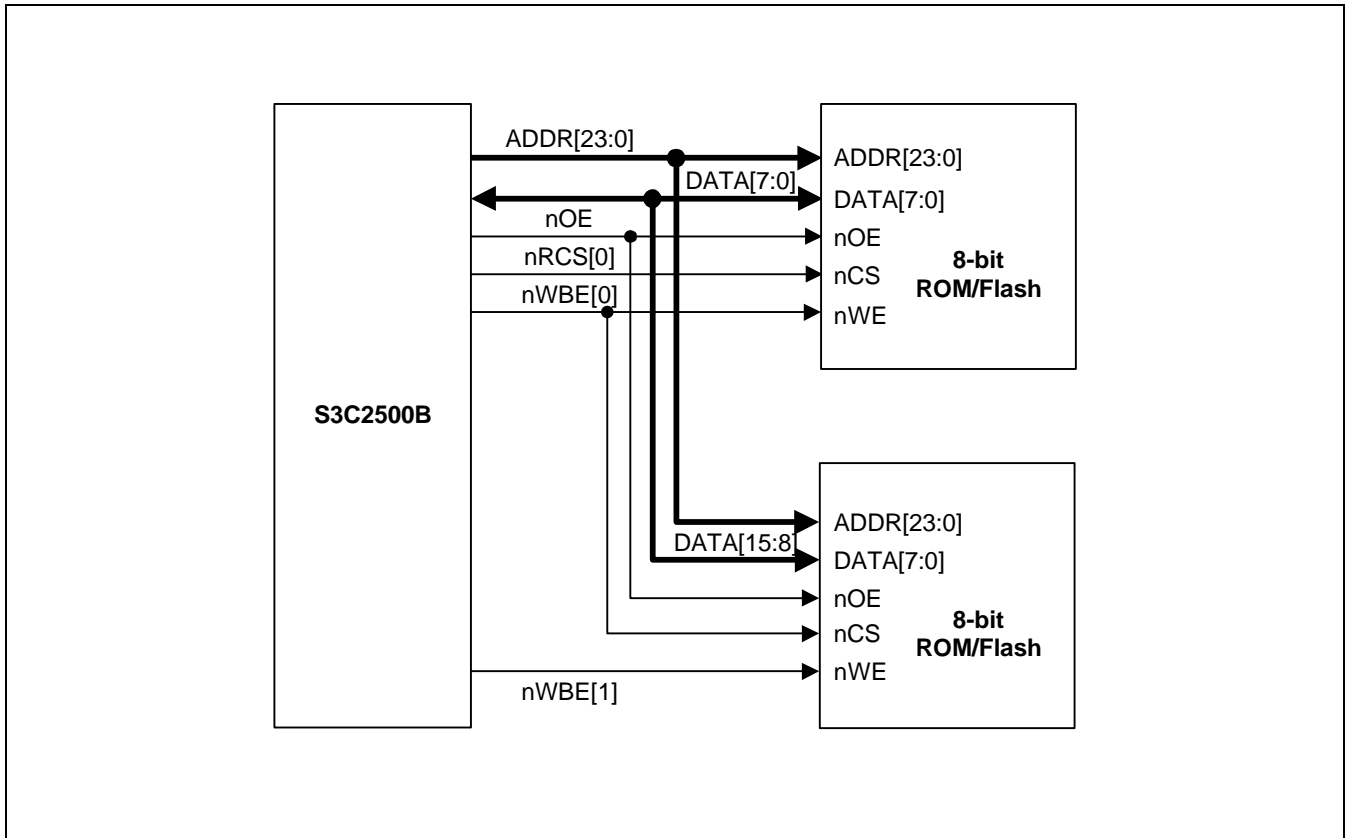 ADDR[23:0]
DATA[7:0]
nOE
nRCS[0]
nWBE[0]
S3C2500B
ADDR[23:0]
DATA[7:0]
nOE
nCS
nWE
8-bit
ROM/Flash
DATA[15:8]
nWBE[1]
ADDR[23:0]
DATA[7:0]
nOE
nCS
nWE
8-bit
ROM/Flash